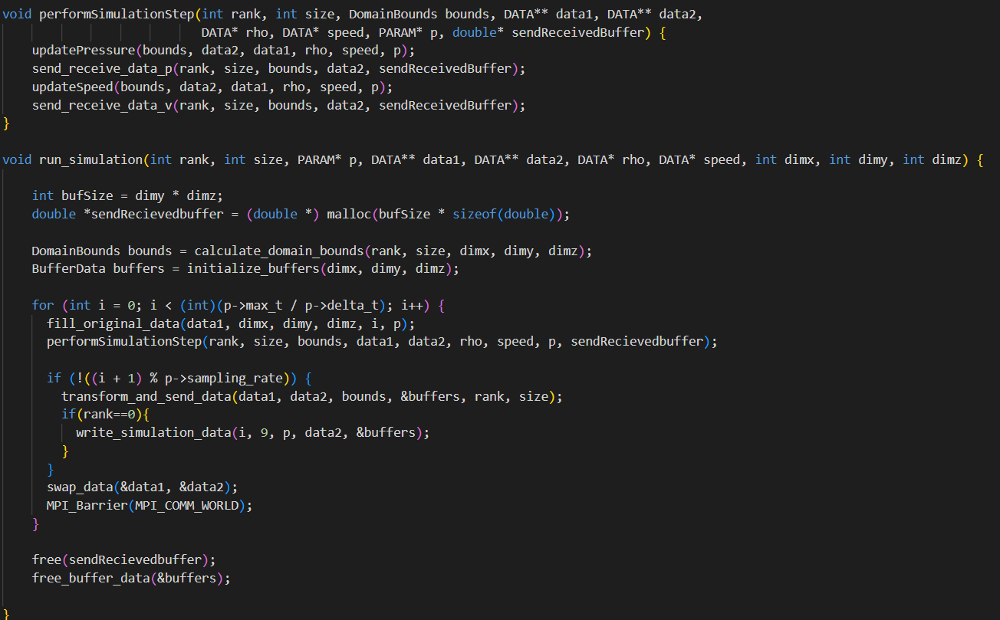 void performSimulationStep(int rank, int size, DomainBounds bounds, DATA** data1, DATA** data2,
                           DATA* rho, DATA* speed, PARAM* p, double* sendReceivedBuffer) {
    updatePressure(bounds, data2, data1, rho, speed, p);
    send_receive_data_p(rank, size, bounds, data2, sendReceivedBuffer);
    updateSpeed(bounds, data2, data1, rho, speed, p);
    send_receive_data_v(rank, size, bounds, data2, sendReceivedBuffer);
}

void run_simulation(int rank, int size, PARAM* p, DATA** data1, DATA** data2, DATA* rho, DATA* speed, int dimx, int dimy, int dimz) {

    int bufSize = dimy * dimz;
    double *sendRecievedbuffer = (double *) malloc(bufSize * sizeof(double));

    DomainBounds bounds = calculate_domain_bounds(rank, size, dimx, dimy, dimz);
    BufferData buffers = initialize_buffers(dimx, dimy, dimz);

    for (int i = 0; i < (int)(p->max_t / p->delta_t); i++) {
      fill_original_data(data1, dimx, dimy, dimz, i, p);
      performSimulationStep(rank, size, bounds, data1, data2, rho, speed, p, sendRecievedbuffer);

      if (!((i + 1) % p->sampling_rate)) {
        transform_and_send_data(data1, data2, bounds, &buffers, rank, size);
        if(rank==0){
          write_simulation_data(i, 9, p, data2, &buffers);
        }
      }
      swap_data(&data1, &data2);
      MPI_Barrier(MPI_COMM_WORLD);
    }

    free(sendRecievedbuffer);
    free_buffer_data(&buffers);

}